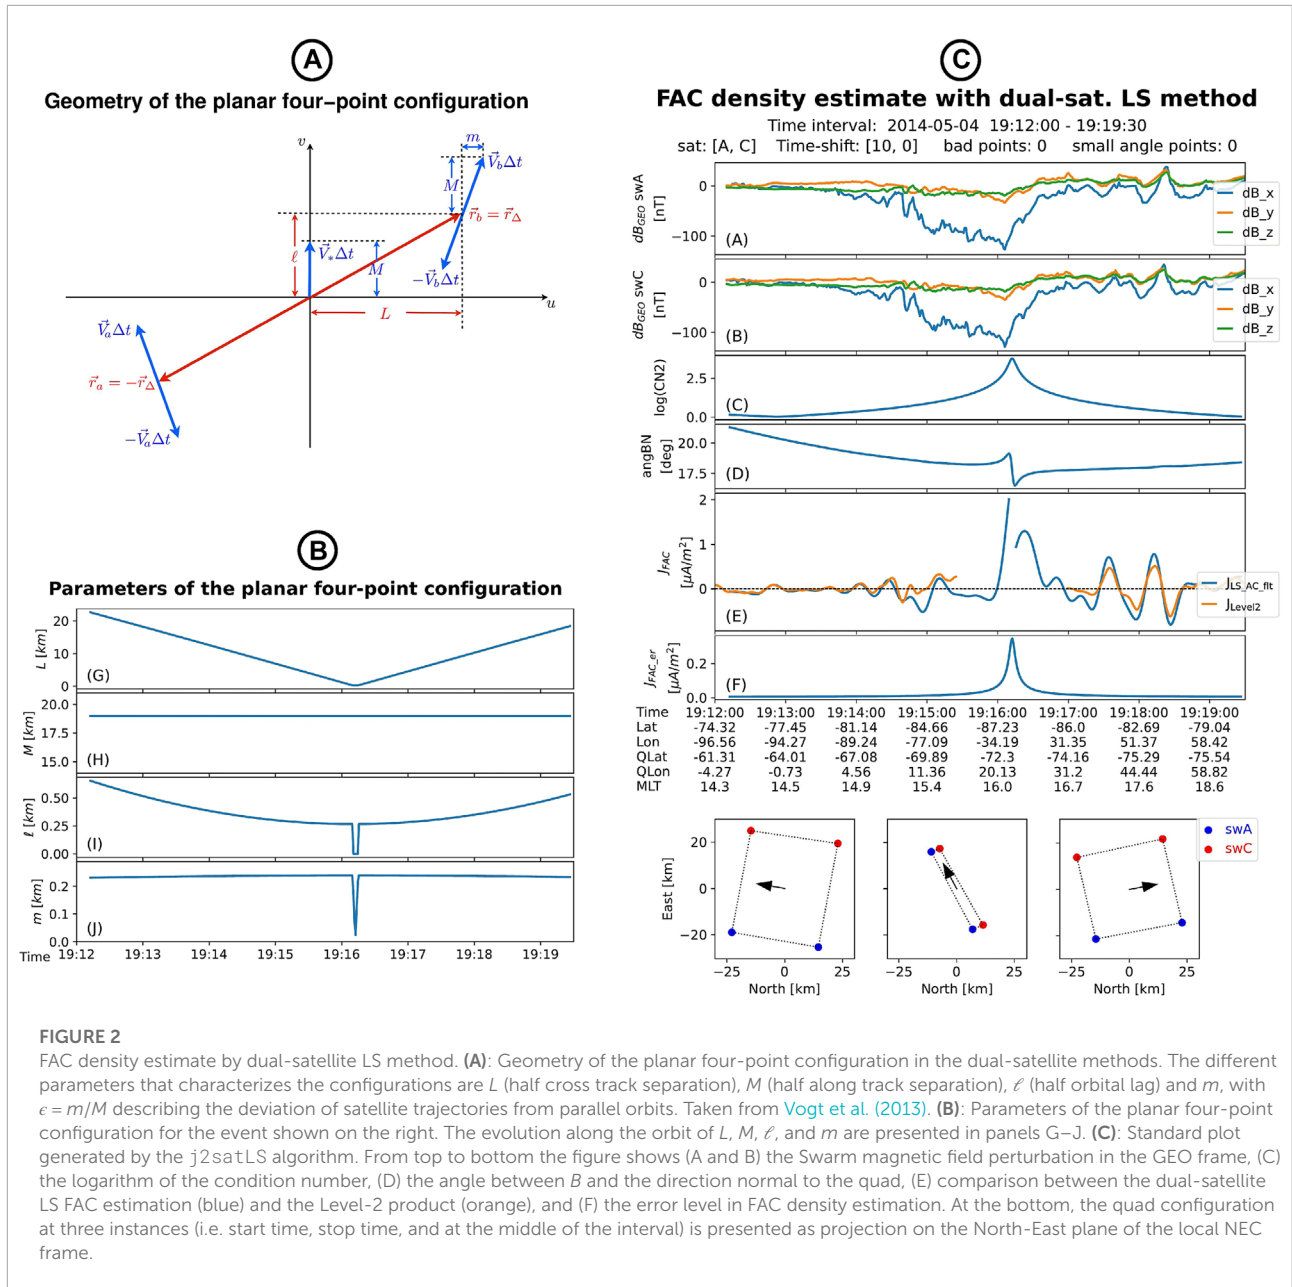 A
Geometry of the planar four-point configuration
v
m
M
V⃗_bΔt
r⃗_b = r⃗_Δ
ℓ
V⃗_*Δt
M
−V⃗_bΔt
u
L
V⃗_aΔt
r⃗_a = −r⃗_Δ
−V⃗_aΔt
B
Parameters of the planar four-point configuration
L [km]
20
10
0
(G)
M [km]
20.0
17.5
15.0
(H)
ℓ [km]
0.50
0.25
0.00
(I)
m [km]
0.2
0.1
0.0
(J)
Time 19:12 19:13 19:14 19:15 19:16 19:17 19:18 19:19
C
FAC density estimate with dual-sat. LS method
Time interval: 2014-05-04 19:12:00 - 19:19:30
sat: [A, C] Time-shift: [10, 0] bad points: 0 small angle points: 0
dB_GEO swA
[nT]
0
−100
(A)
dB_x
dB_y
dB_z
dB_GEO swC
[nT]
0
−100
(B)
dB_x
dB_y
dB_z
log(CN2)
2.5
0.0
(C)
angBN
[deg]
20.0
17.5
(D)
J_FAC
[μA/m²]
2
1
0
(E)
J_LS_AC_flt
J_Level2
J_FAC_er
[μA/m²]
0.2
0.0
(F)
Time 19:12:00 19:13:00 19:14:00 19:15:00 19:16:00 19:17:00 19:18:00 19:19:00
Lat -74.32 -77.45 -81.14 -84.66 -87.23 -86.0 -82.69 -79.04
Lon -96.56 -94.27 -89.24 -77.09 -34.19 31.35 51.37 58.42
QLat -61.31 -64.01 -67.08 -69.89 -72.3 -74.16 -75.29 -75.54
QLon -4.27 -0.73 4.56 11.36 20.13 31.2 44.44 58.82
MLT 14.3 14.5 14.9 15.4 16.0 16.7 17.6 18.6
East [km]
20
0
−20
swA
swC
−25 0 25 −25 0 25 −25 0 25
North [km] North [km] North [km]
FIGURE 2
FAC density estimate by dual-satellite LS method. (A): Geometry of the planar four-point configuration in the dual-satellite methods. The different
parameters that characterizes the configurations are L (half cross track separation), M (half along track separation), ℓ (half orbital lag) and m, with
ϵ = m/M describing the deviation of satellite trajectories from parallel orbits. Taken from Vogt et al. (2013). (B): Parameters of the planar four-point
configuration for the event shown on the right. The evolution along the orbit of L, M, ℓ, and m are presented in panels G–J. (C): Standard plot
generated by the j2satLS algorithm. From top to bottom the figure shows (A and B) the Swarm magnetic field perturbation in the GEO frame, (C)
the logarithm of the condition number, (D) the angle between B and the direction normal to the quad, (E) comparison between the dual-satellite
LS FAC estimation (blue) and the Level-2 product (orange), and (F) the error level in FAC density estimation. At the bottom, the quad configuration
at three instances (i.e. start time, stop time, and at the middle of the interval) is presented as projection on the North-East plane of the local NEC
frame.